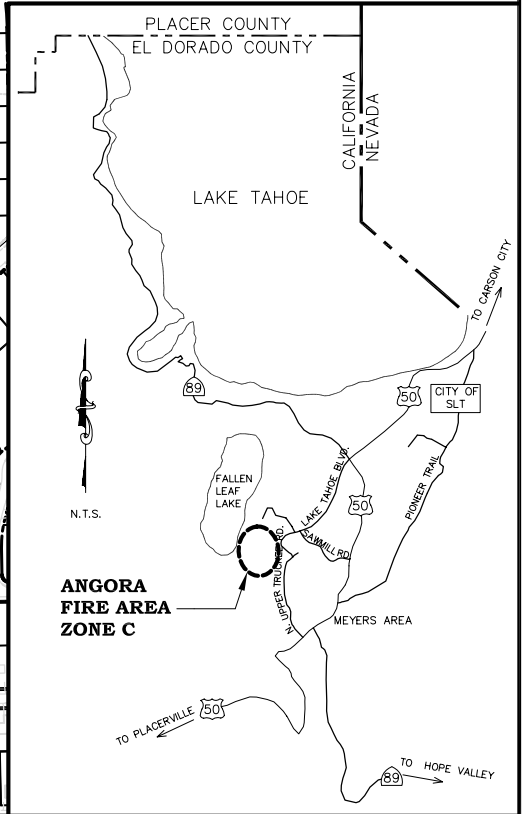 PLACER COUNTY
EL DORADO COUNTY
CALIFORNIA
NEVADA
LAKE TAHOE
TO CARSON CITY
89
50
CITY OF
SLT
FALLEN
LEAF
LAKE
LAKE TAHOE BLVD.
PIONEER TRAIL
50
N.T.S.
SAWMILL RD.
N. UPPER TRUCKEE RD.
ANGORA
FIRE AREA
ZONE C
MEYERS AREA
TO PLACERVILLE
50
TO HOPE VALLEY
89